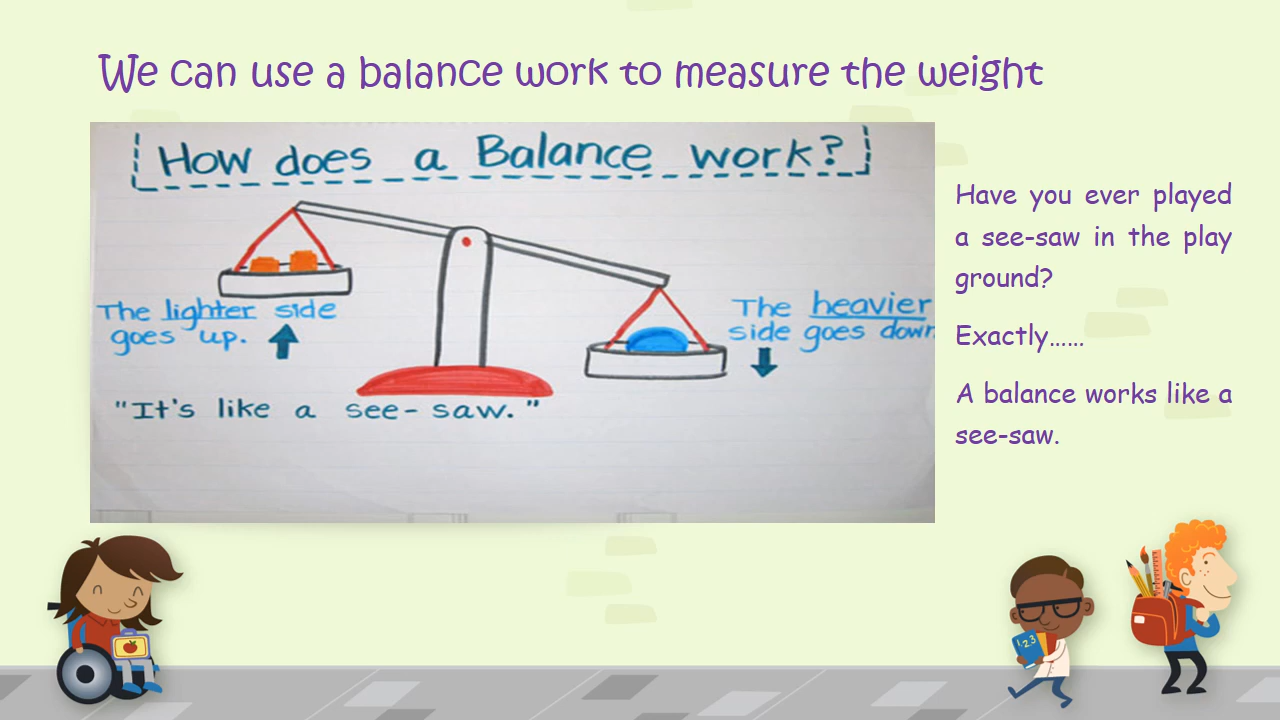 We can use a balance work to measure the weight
How does a Balance work?
The lighter side
goes up.
The heavier
side goes down
"It's like a see-saw."
Have you ever played
a see-saw in the play
ground?
Exactly......
A balance works like a
see-saw.
123